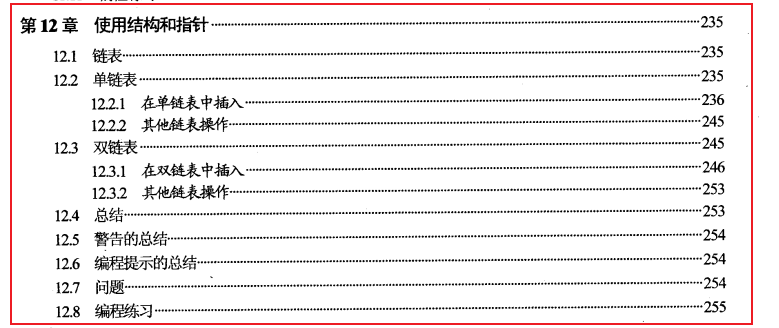 第 12 章 使用结构和指针 235
12.1 链表 235
12.2 单链表 235
12.2.1 在单链表中插入 236
12.2.2 其他链表操作 245
12.3 双链表 245
12.3.1 在双链表中插入 246
12.3.2 其他链表操作 253
12.4 总结 253
12.5 警告的总结 254
12.6 编程提示的总结 254
12.7 问题 254
12.8 编程练习 255